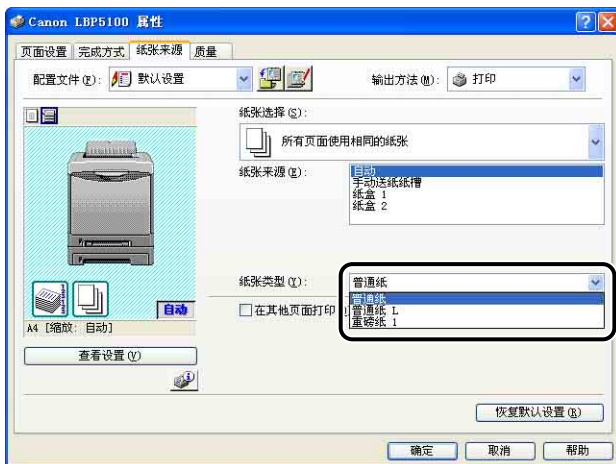 Canon LBP5100 属性
页面设置 完成方式 纸张来源 质量
配置文件(F): 默认设置 输出方法(M): 打印
纸张选择(S):
所有页面使用相同的纸张
纸张来源(E):
自动
手动送纸纸槽
纸盒 1
纸盒 2
纸张类型(Y): 普通纸
普通纸
普通纸 L
重磅纸 1
在其他页面打印
自动
A4 [缩放: 自动]
查看设置(V)
恢复默认设置(R)
确定 取消 帮助